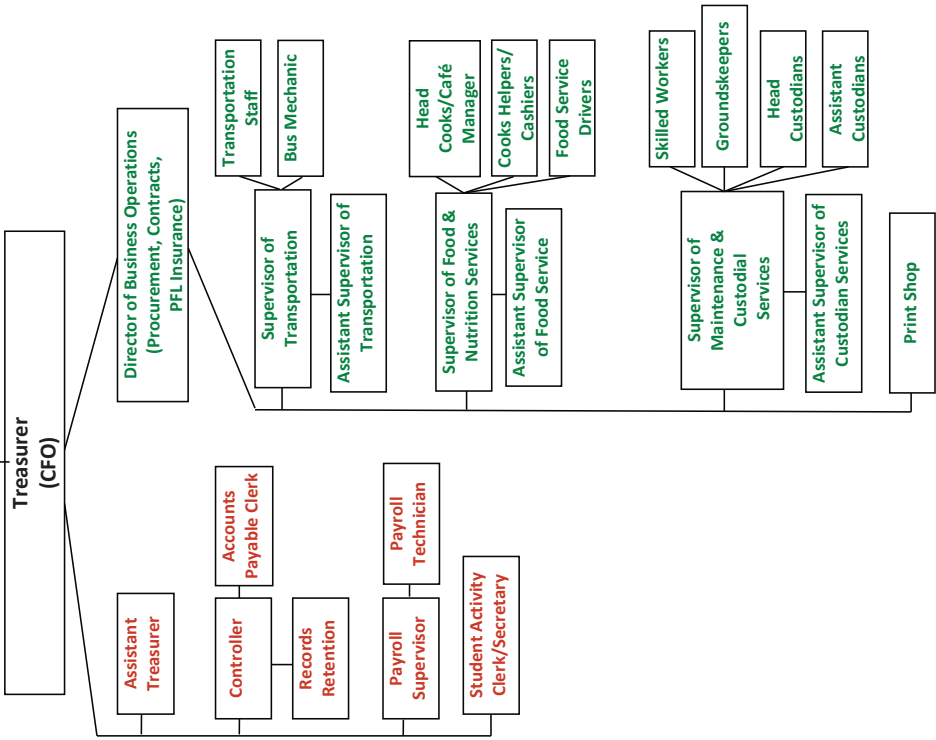 Treasurer
(CFO)
Assistant
Treasurer
Controller
Accounts
Payable Clerk
Records
Retention
Payroll
Supervisor
Payroll
Technician
Student Activity
Clerk/Secretary
Director of Business Operations
(Procurement, Contracts,
PFL Insurance)
Supervisor of
Transportation
Transportation
Staff
Bus Mechanic
Assistant Supervisor of
Transportation
Supervisor of Food &
Nutrition Services
Head
Cooks/Café
Manager
Cooks Helpers/
Cashiers
Food Service
Drivers
Assistant Supervisor
of Food Service
Supervisor of
Maintenance &
Custodial
Services
Skilled Workers
Groundskeepers
Head
Custodians
Assistant
Custodians
Assistant Supervisor of
Custodian Services
Print Shop